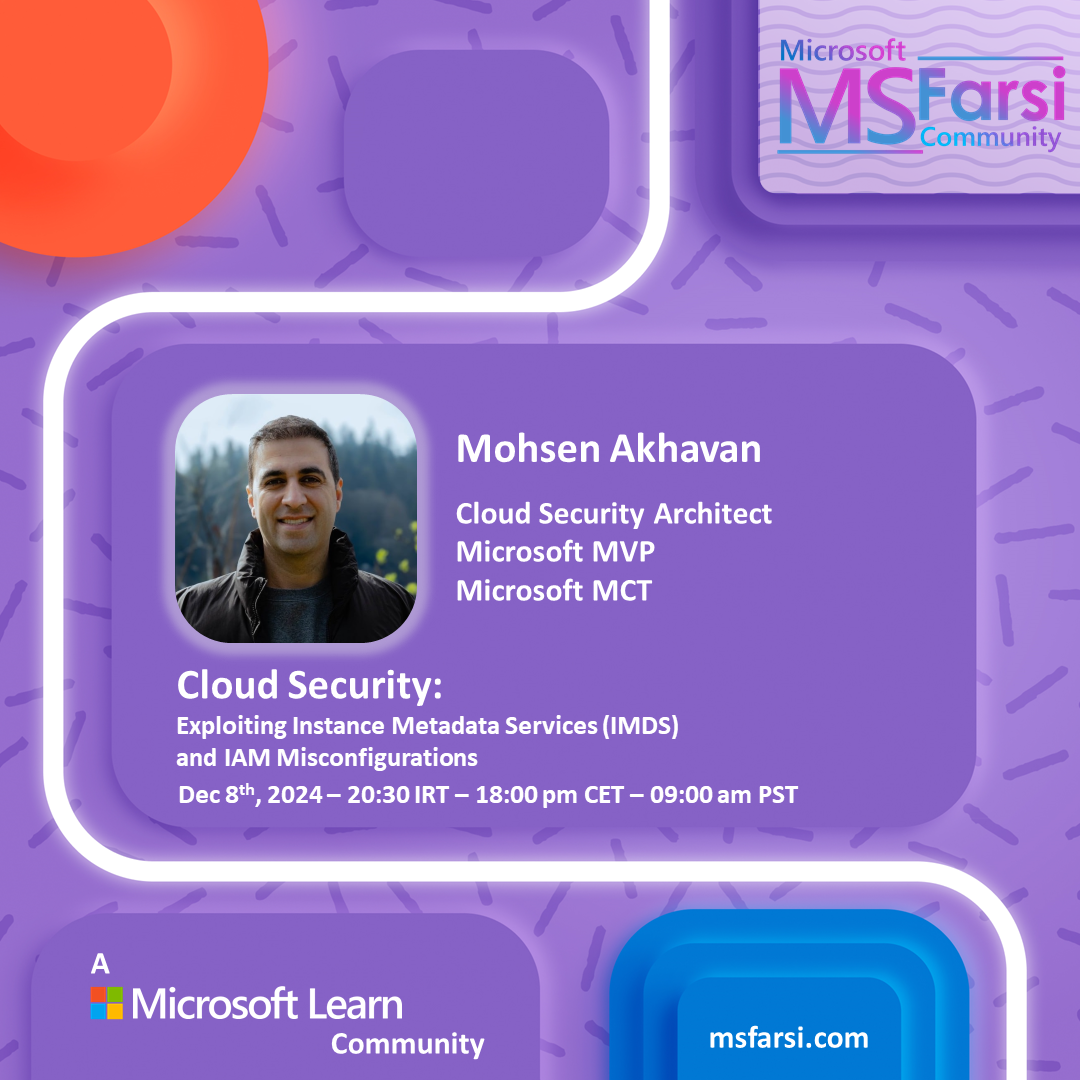 Microsoft
MSFarsi
Community
Mohsen Akhavan
Cloud Security Architect
Microsoft MVP
Microsoft MCT
Cloud Security:
Exploiting Instance Metadata Services (IMDS)
and IAM Misconfigurations
Dec 8th, 2024 – 20:30 IRT – 18:00 pm CET – 09:00 am PST
A
Microsoft Learn
Community
msfarsi.com